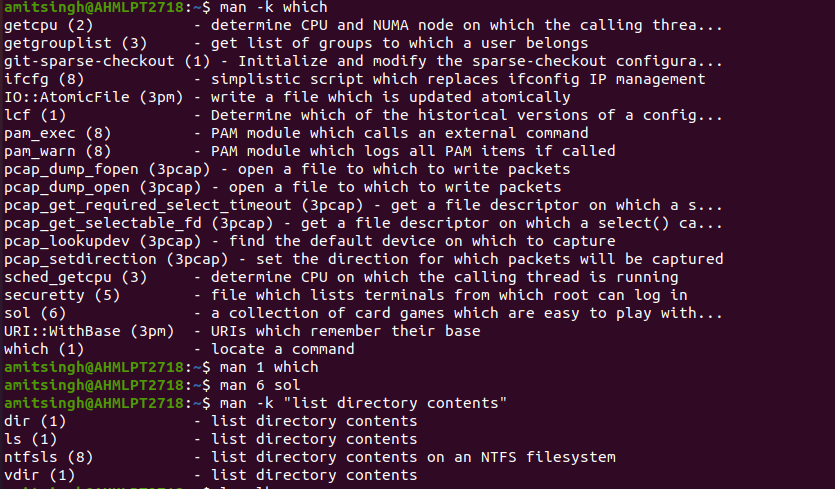 amitsingh@AHMLPT2718:~$ man -k which
getcpu (2)           - determine CPU and NUMA node on which the calling threa...
getgrouplist (3)     - get list of groups to which a user belongs
git-sparse-checkout (1) - Initialize and modify the sparse-checkout configura...
ifcfg (8)            - simplistic script which replaces ifconfig IP management
IO::AtomicFile (3pm) - write a file which is updated atomically
lcf (1)              - Determine which of the historical versions of a config...
pam_exec (8)         - PAM module which calls an external command
pam_warn (8)         - PAM module which logs all PAM items if called
pcap_dump_fopen (3pcap) - open a file to which to write packets
pcap_dump_open (3pcap) - open a file to which to write packets
pcap_get_required_select_timeout (3pcap) - get a file descriptor on which a s...
pcap_get_selectable_fd (3pcap) - get a file descriptor on which a select() ca...
pcap_lookupdev (3pcap) - find the default device on which to capture
pcap_setdirection (3pcap) - set the direction for which packets will be captured
sched_getcpu (3)     - determine CPU on which the calling thread is running
securetty (5)        - file which lists terminals from which root can log in
sol (6)              - a collection of card games which are easy to play with...
URI::WithBase (3pm)  - URIs which remember their base
which (1)            - locate a command
amitsingh@AHMLPT2718:~$ man 1 which
amitsingh@AHMLPT2718:~$ man 6 sol
amitsingh@AHMLPT2718:~$ man -k "list directory contents"
dir (1)              - list directory contents
ls (1)               - list directory contents
ntfsls (8)           - list directory contents on an NTFS filesystem
vdir (1)             - list directory contents